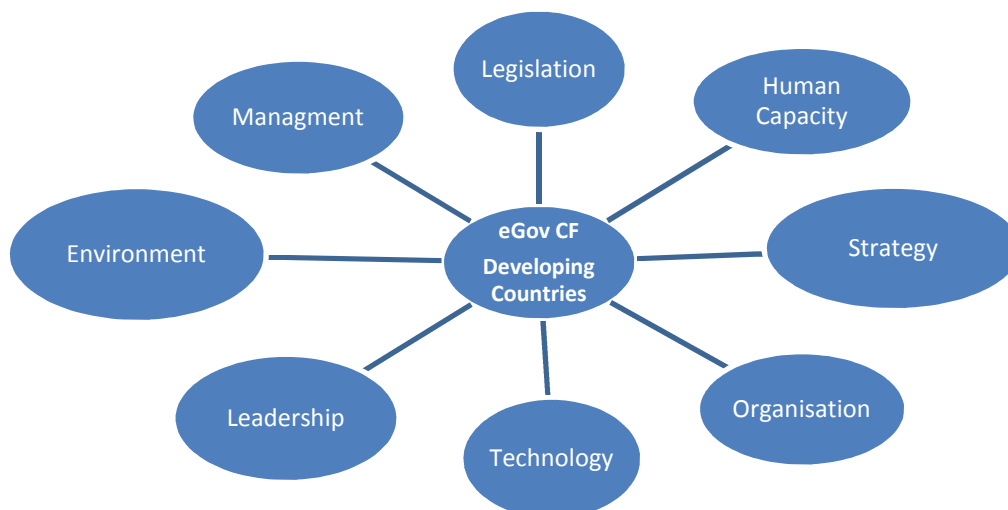 Legislation
Human
Capacity
Managment
Environment
eGov CF
Developing
Countries
Strategy
Leadership
Organisation
Technology